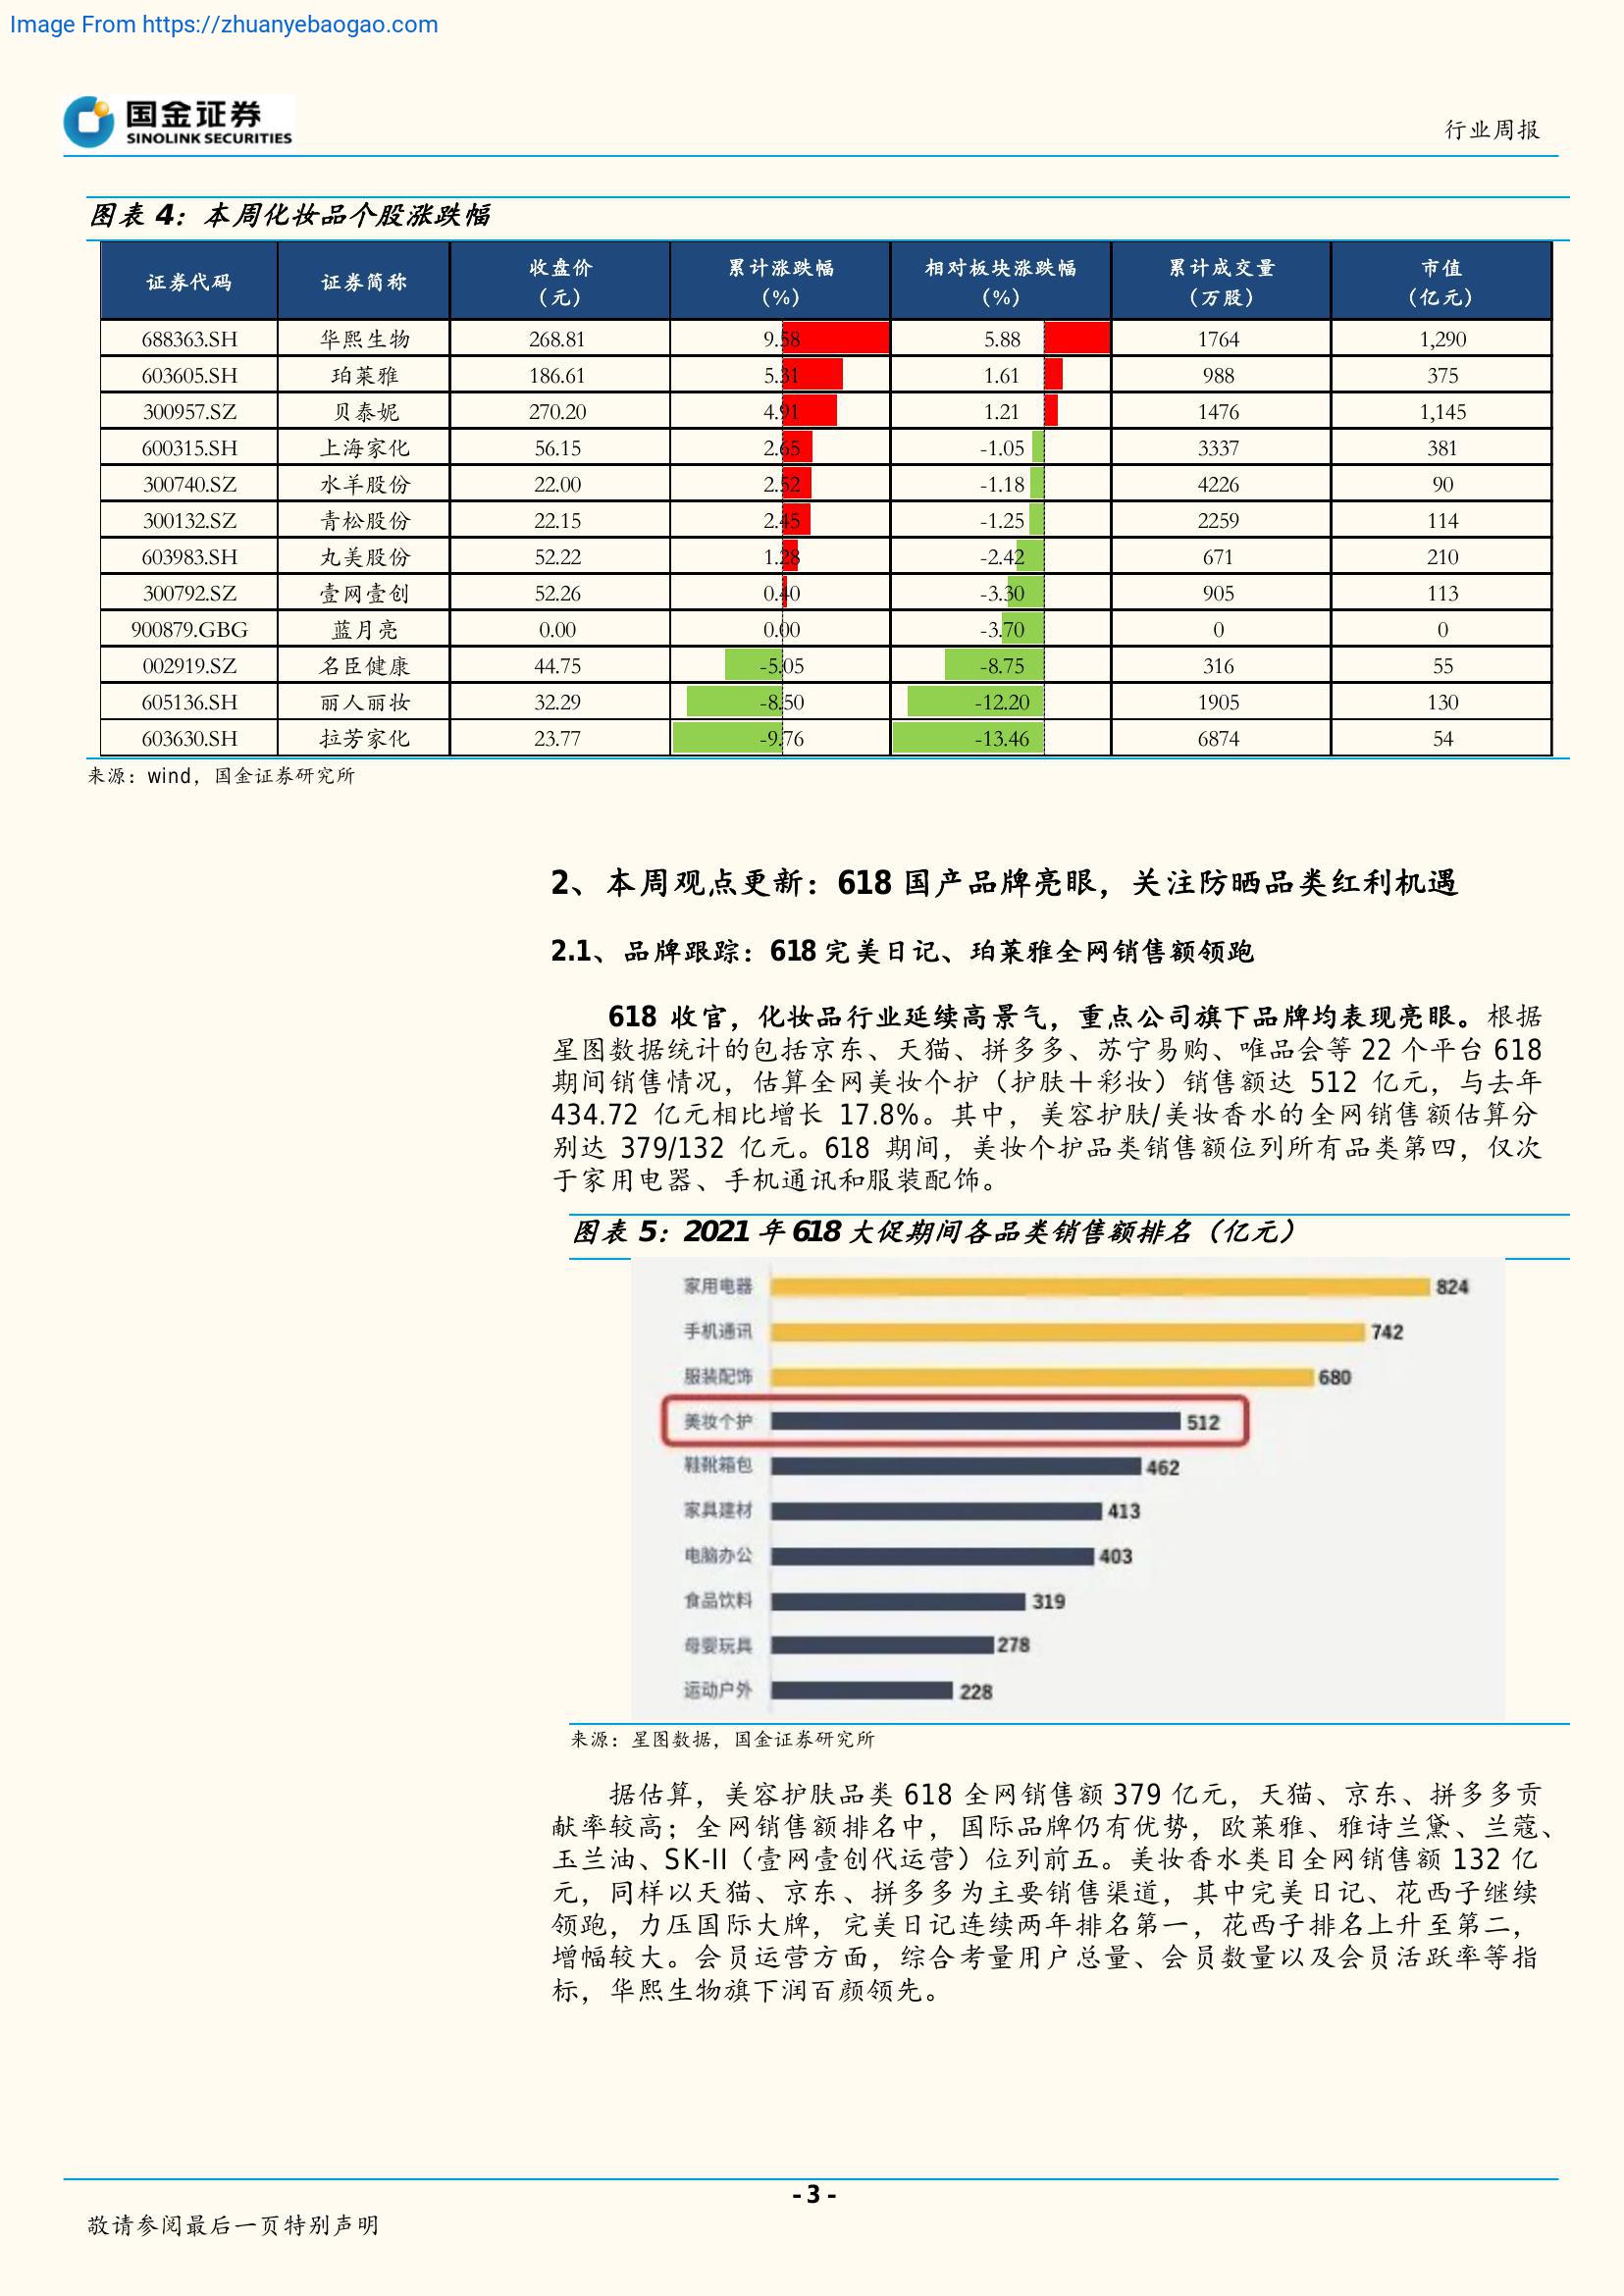 Image From https://zhuanyebaogao.com
国金证券
SINOLINK SECURITIES
行业周报
图表 4：本周化妆品个股涨跌幅
证券代码 证券简称 收盘价（元） 累计涨跌幅（%） 相对板块涨跌幅（%） 累计成交量（万股） 市值（亿元）
688363.SH 华熙生物 268.81 9.58 5.88 1764 1,290
603605.SH 珀莱雅 186.61 5.31 1.61 988 375
300957.SZ 贝泰妮 270.20 4.91 1.21 1476 1,145
600315.SH 上海家化 56.15 2.65 -1.05 3337 381
300740.SZ 水羊股份 22.00 2.52 -1.18 4226 90
300132.SZ 青松股份 22.15 2.45 -1.25 2259 114
603983.SH 丸美股份 52.22 1.28 -2.42 671 210
300792.SZ 壹网壹创 52.26 0.40 -3.30 905 113
900879.GBG 蓝月亮 0.00 0.00 -3.70 0 0
002919.SZ 名臣健康 44.75 -5.05 -8.75 316 55
605136.SH 丽人丽妆 32.29 -8.50 -12.20 1905 130
603630.SH 拉芳家化 23.77 -9.76 -13.46 6874 54
来源：wind，国金证券研究所
2、本周观点更新：618 国产品牌亮眼，关注防晒品类红利机遇
2.1、品牌跟踪：618 完美日记、珀莱雅全网销售额领跑
618 收官，化妆品行业延续高景气，重点公司旗下品牌均表现亮眼。根据
星图数据统计的包括京东、天猫、拼多多、苏宁易购、唯品会等 22 个平台 618
期间销售情况，估算全网美妆个护（护肤＋彩妆）销售额达 512 亿元，与去年
434.72 亿元相比增长 17.8%。其中，美容护肤/美妆香水的全网销售额估算分
别达 379/132 亿元。618 期间，美妆个护品类销售额位列所有品类第四，仅次
于家用电器、手机通讯和服装配饰。
图表 5：2021 年 618 大促期间各品类销售额排名（亿元）
家用电器 824
手机通讯 742
服装配饰 680
美妆个护 512
鞋靴箱包 462
家具建材 413
电脑办公 403
食品饮料 319
母婴玩具 278
运动户外 228
来源：星图数据，国金证券研究所
据估算，美容护肤品类 618 全网销售额 379 亿元，天猫、京东、拼多多贡
献率较高；全网销售额排名中，国际品牌仍有优势，欧莱雅、雅诗兰黛、兰蔻、
玉兰油、SK-II（壹网壹创代运营）位列前五。美妆香水类目全网销售额 132 亿
元，同样以天猫、京东、拼多多为主要销售渠道，其中完美日记、花西子继续
领跑，力压国际大牌，完美日记连续两年排名第一，花西子排名上升至第二，
增幅较大。会员运营方面，综合考量用户总量、会员数量以及会员活跃率等指
标，华熙生物旗下润百颜领先。
- 3 -
敬请参阅最后一页特别声明